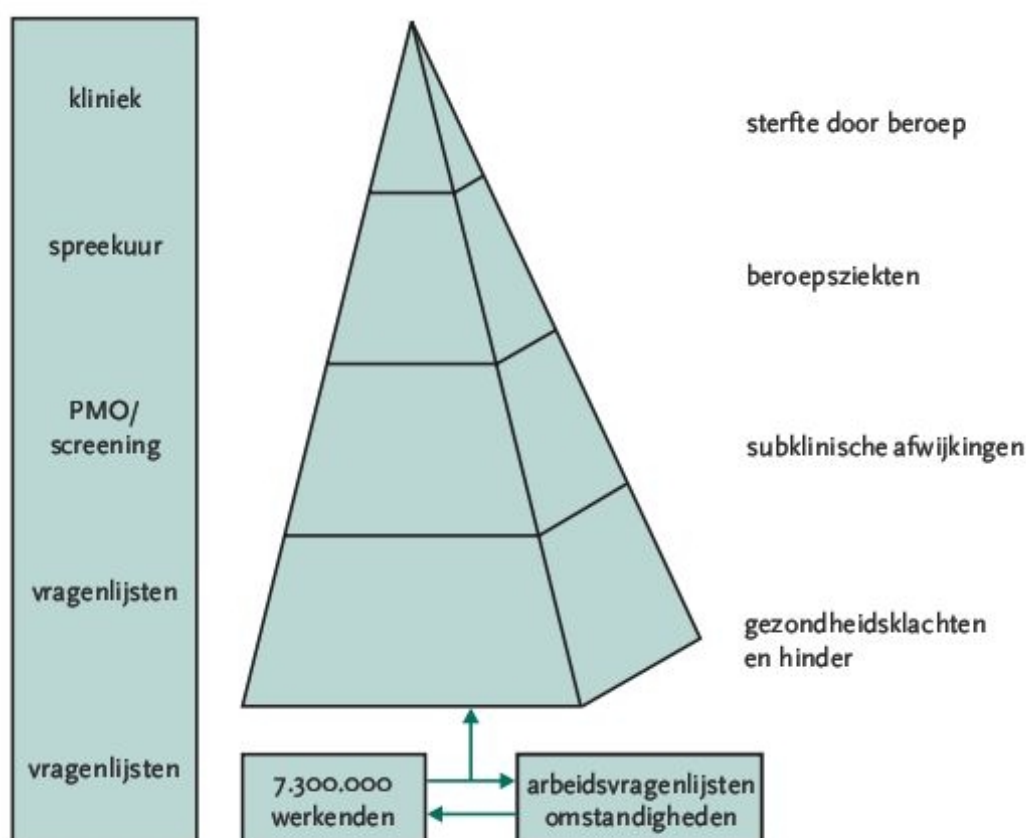 kliniek
spreekuur
PMO/
screening
vragenlijsten
vragenlijsten
sterfte door beroep
beroepsziekten
subklinische afwijkingen
gezondheidsklachten
en hinder
7.300.000
werkenden
arbeidsvragenlijsten
omstandigheden